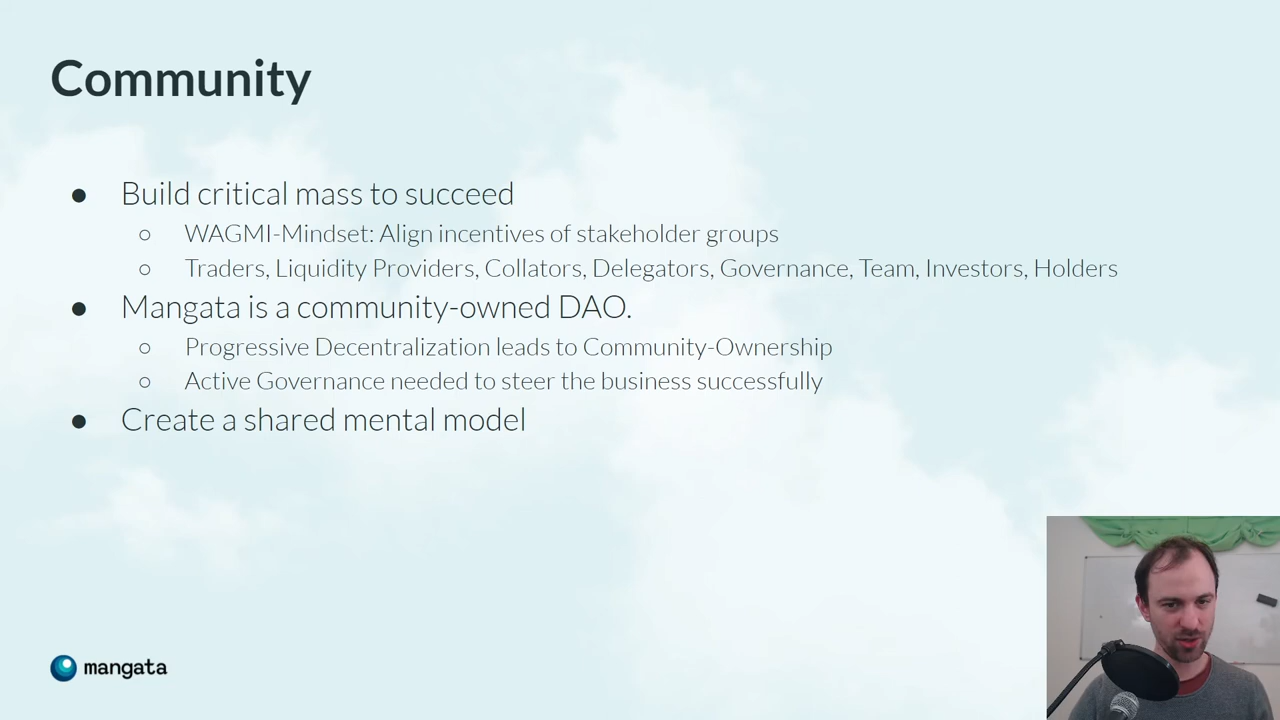 Community
● Build critical mass to succeed
○ WAGMI-Mindset: Align incentives of stakeholder groups
○ Traders, Liquidity Providers, Collators, Delegators, Governance, Team, Investors, Holders
● Mangata is a community-owned DAO.
○ Progressive Decentralization leads to Community-Ownership
○ Active Governance needed to steer the business successfully
● Create a shared mental model
mangata